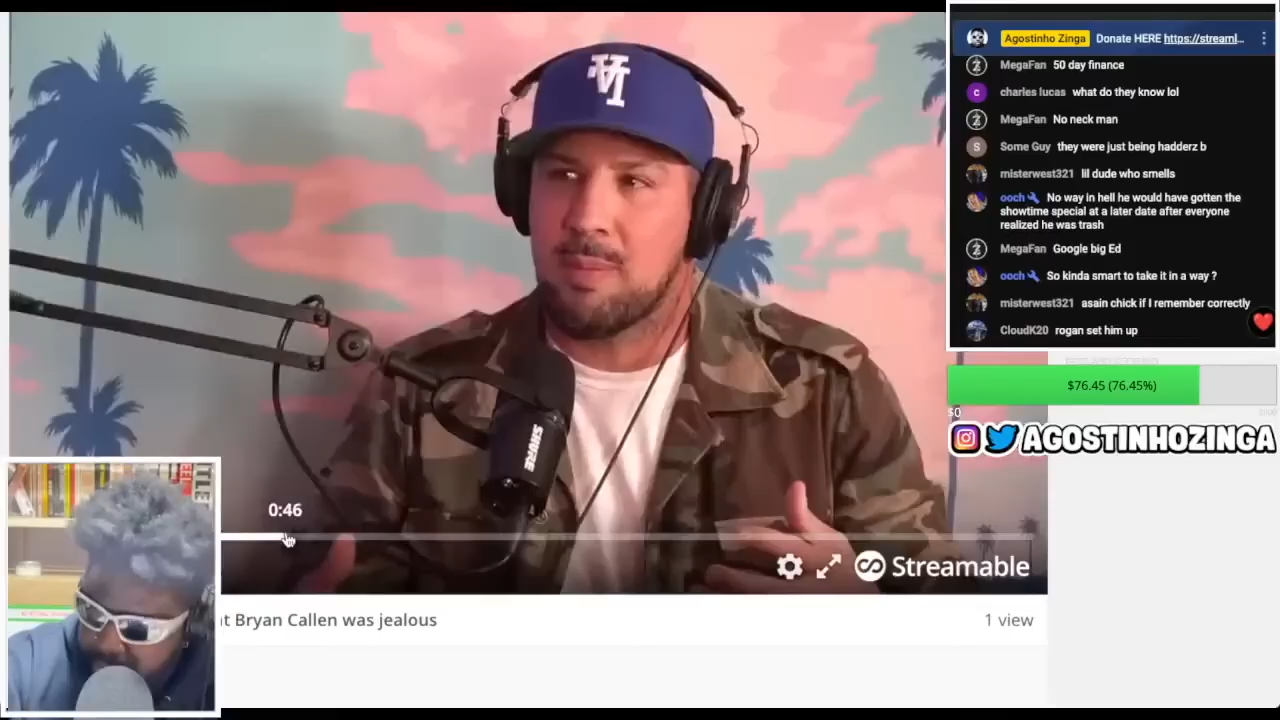 Agostinho Zinga Donate HERE https://streaml...
MegaFan 50 day finance
charles lucas what do they know lol
MegaFan No neck man
Some Guy they were just being hadderz b
misterwest321 lil dude who smells
ooch No way in hell he would have gotten the
showtime special at a later date after everyone
realized he was trash
MegaFan Google big Ed
ooch So kinda smart to take it in a way ?
misterwest321 asain chick if I remember correctly
CloudK20 rogan set him up
$76.45 (76.45%)
$0
AGOSTINHOZINGA
SHURE
0:46
Streamable
t Bryan Callen was jealous
1 view